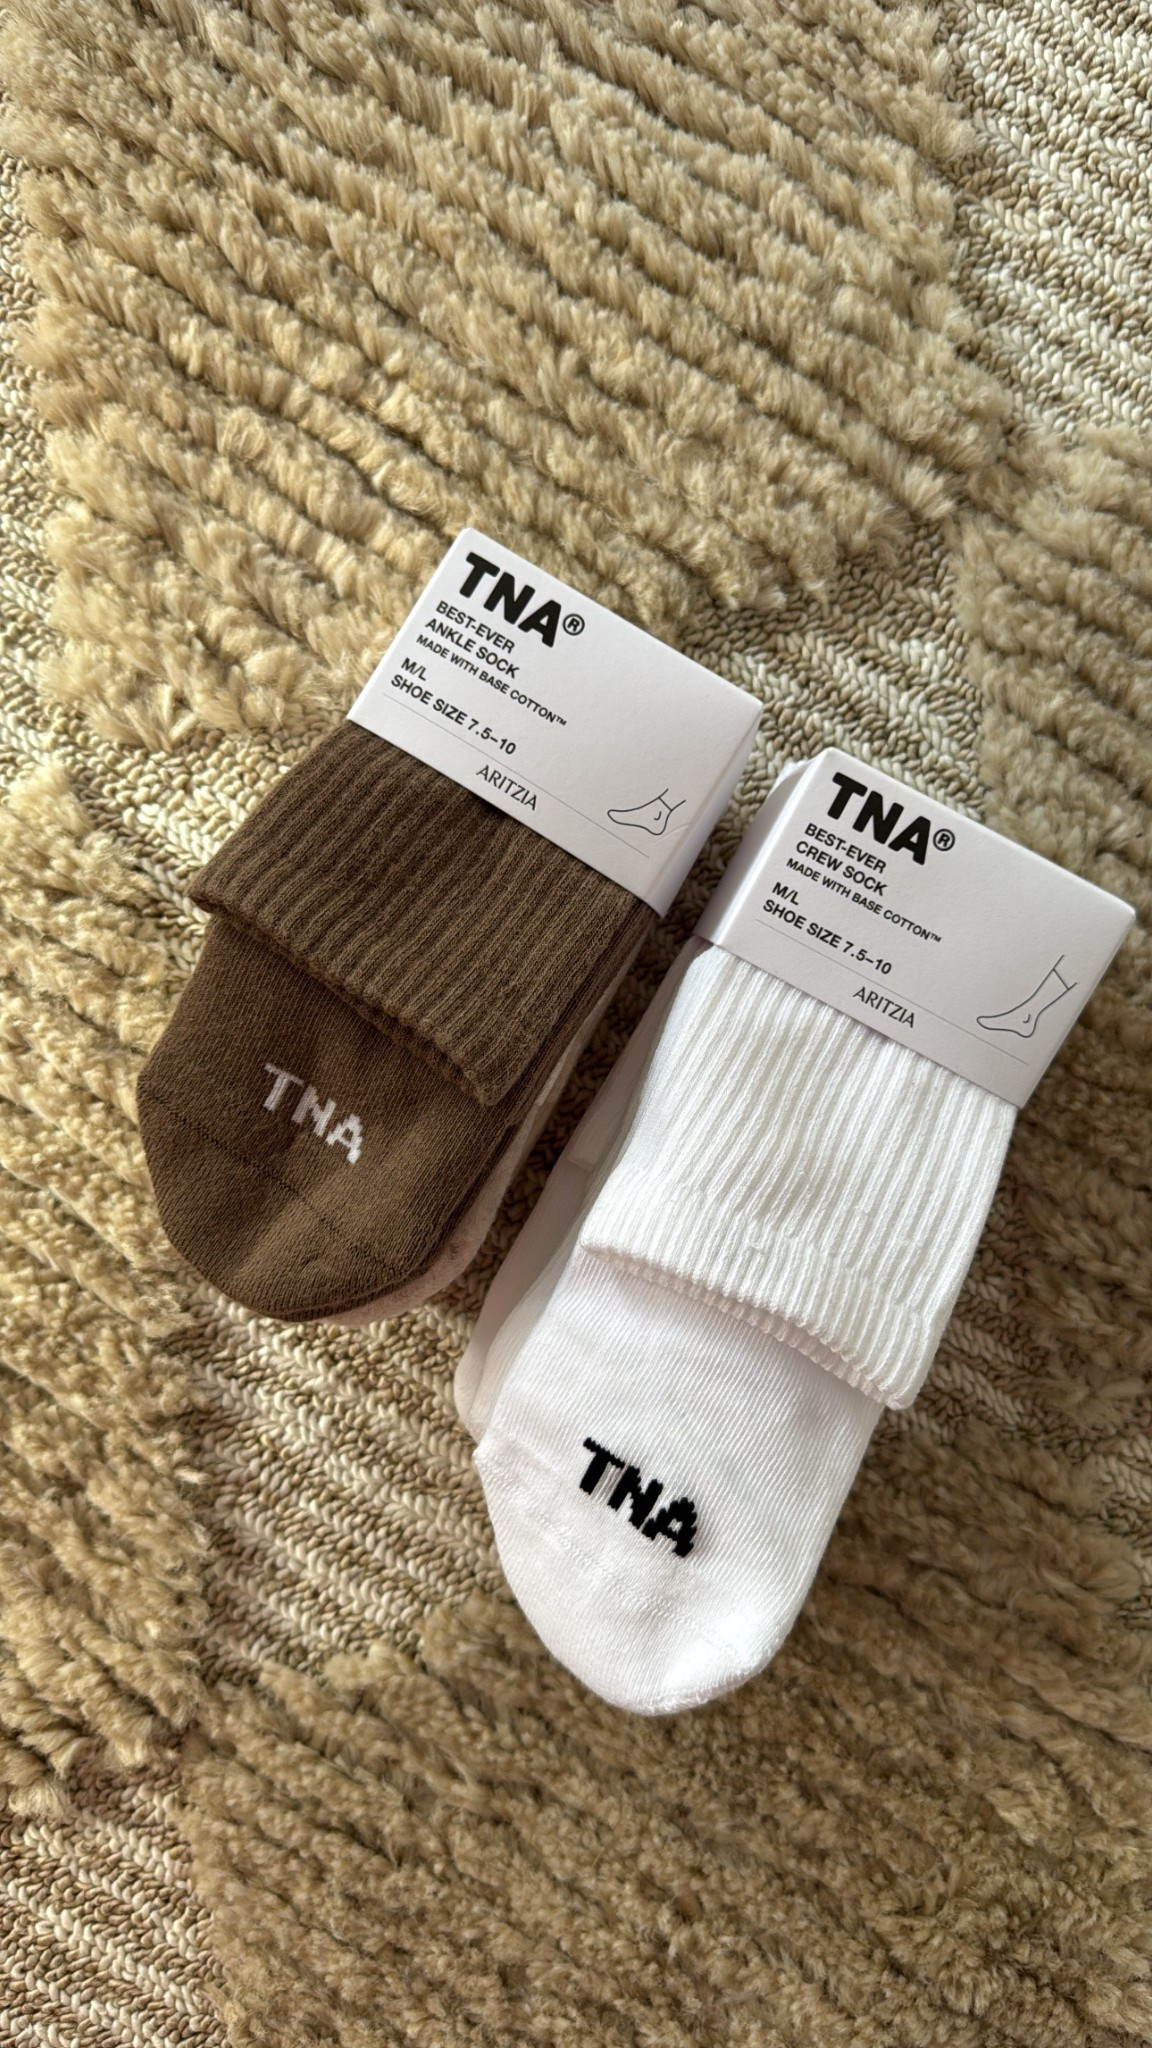 TNA®
BEST-EVER
ANKLE SOCK
MADE WITH BASE COTTON™
M/L
SHOE SIZE 7.5–10
ARITZIA
TNA
TNA®
BEST-EVER
CREW SOCK
MADE WITH BASE COTTON™
M/L
SHOE SIZE 7.5–10
ARITZIA
TNA